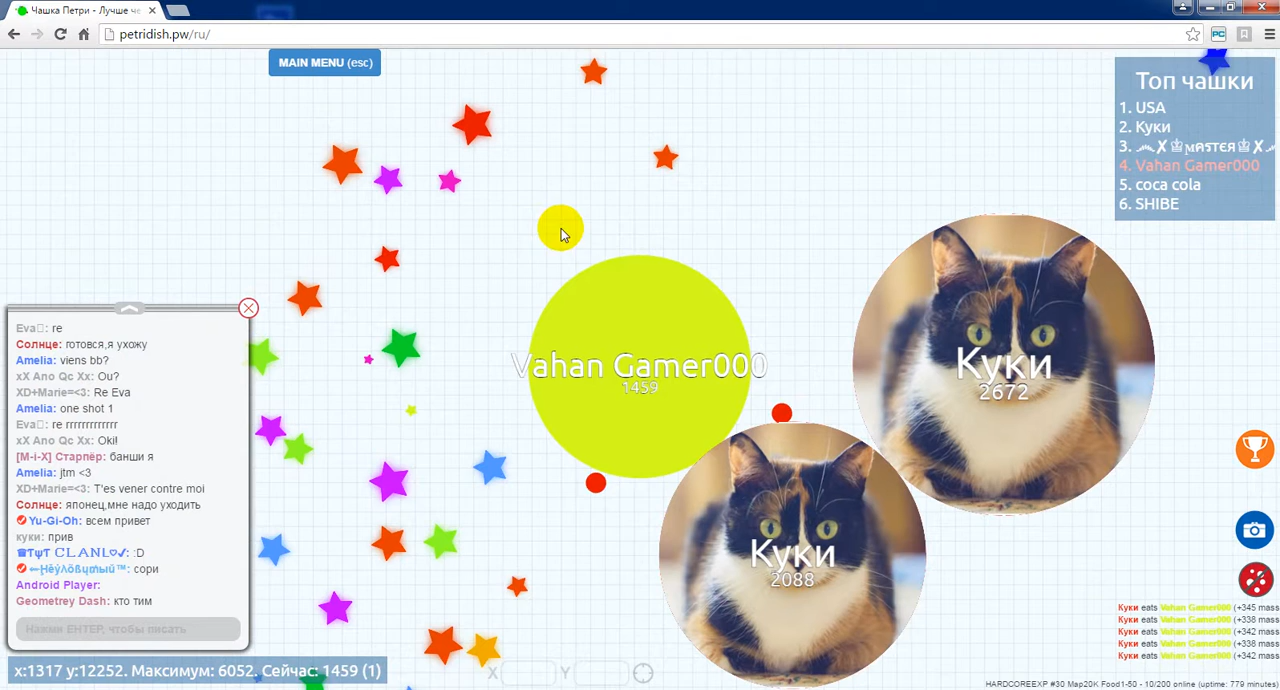 Чашка Петри - Лучше че
petridish.pw/ru/
PC
MAIN MENU (esc)
Топ чашки
1. USA
2. Куки
4. Vahan Gamer000
5. coca cola
6. SHIBE
Vahan Gamer000
1459
Куки
2672
Куки
2088
Eva: re
Солнце: готовся,я ухожу
Amelia: viens bb?
xX Ano Qc Xx: Ou?
XD+Marie=<3: Re Eva
Amelia: one shot 1
Eva: re rrrrrrrrrrrrr
xX Ano Qc Xx: Oki!
[M-i-X] Старпёр: банши я
Amelia: jtm <3
XD+Marie=<3: T'es vener contre moi
Солнце: японец,мне надо уходить
Yu-Gi-Oh: всем привет
куки: прив
CLAN :D
сори
Android Player:
Geometrey Dash: кто тим
Нажми ЕНТЕР, чтобы писать
x:1317 y:12252. Максимум: 6052. Сейчас: 1459 (1)
X Y
Куки eats Vahan Gamer000 (+345 mass
Куки eats Vahan Gamer000 (+338 mass
Куки eats Vahan Gamer000 (+342 mass
Куки eats Vahan Gamer000 (+338 mass
Куки eats Vahan Gamer000 (+342 mass
HARDCOREEXP #30 Map20K Food1-50 - 10/200 online (uptime: 779 minutes)